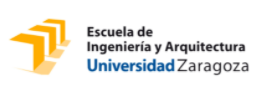 Escuela de
Ingeniería y Arquitectura
Universidad Zaragoza